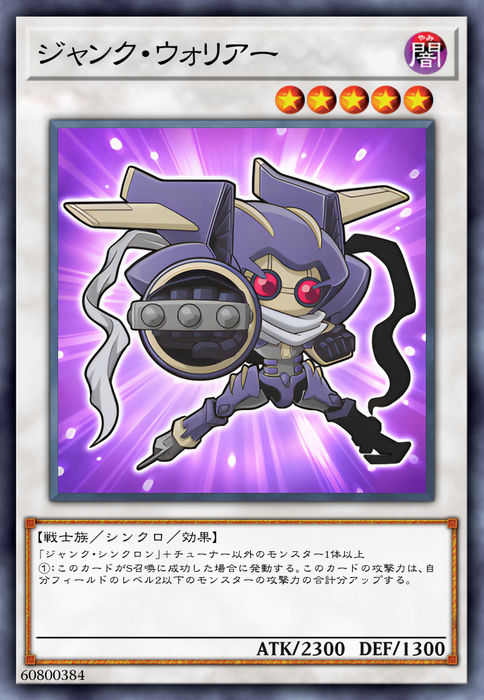 ジャンク・ウォリアー
やみ
闇
【戦士族／シンクロ／効果】
「ジャンク・シンクロン」＋チューナー以外のモンスター1体以上
①：このカードがS召喚に成功した場合に発動する。このカードの攻撃力は、自
分フィールドのレベル2以下のモンスターの攻撃力の合計分アップする。
ATK/2300 DEF/1300
60800384